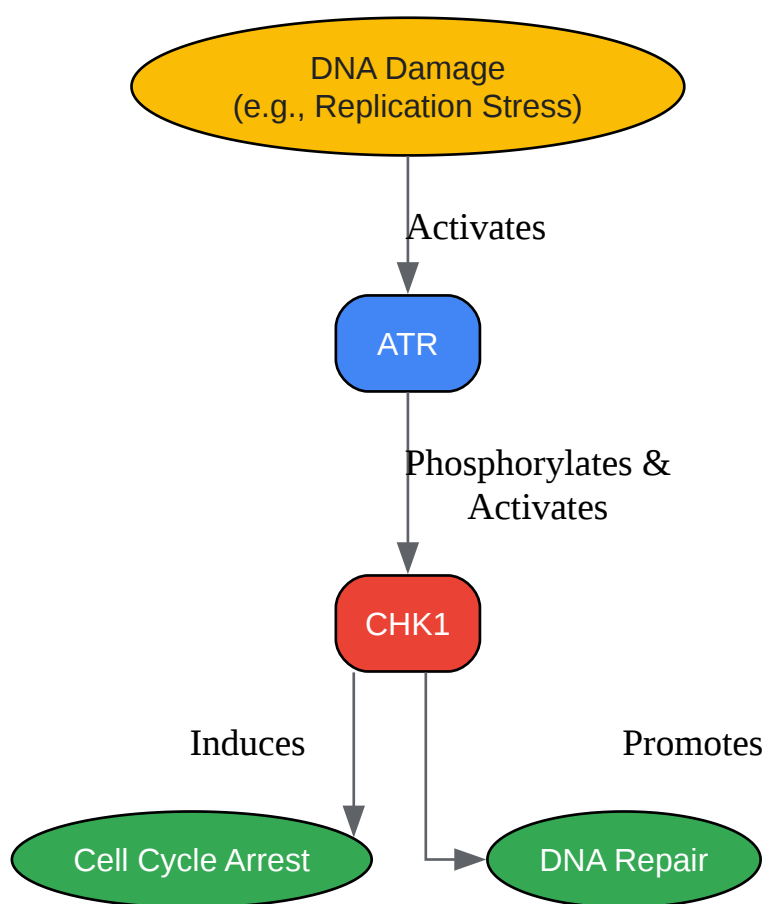 DNA Damage
(e.g., Replication Stress)
Activates
ATR
Phosphorylates &
Activates
CHK1
Induces
Promotes
Cell Cycle Arrest
DNA Repair